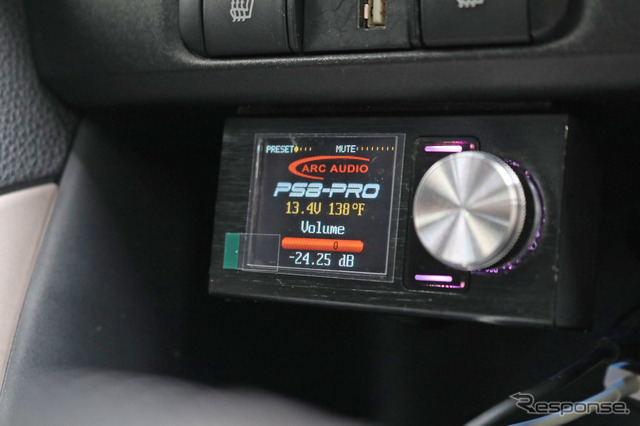 PRESET MUTE
ARC AUDIO
PS8-PRO
13.4V 138°F
Volume
0
-24.25 dB
Response.